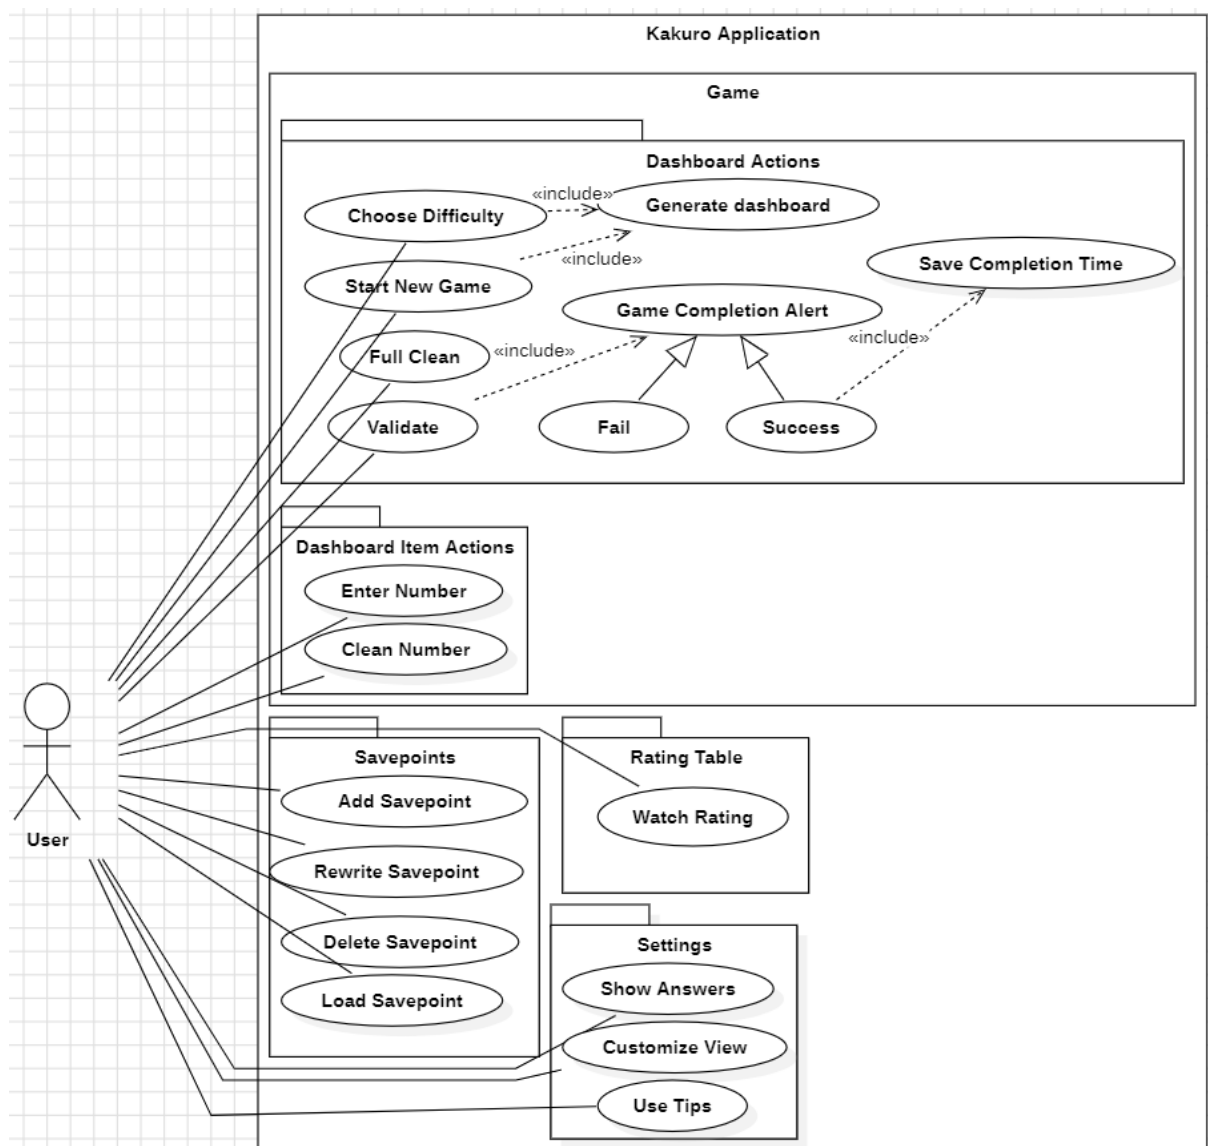 Kakuro Application
Game
Dashboard Actions
«include»
Choose Difficulty
Generate dashboard
«include»
Start New Game
Save Completion Time
Game Completion Alert
«include»
«include»
Full Clean
Validate
Fail
Success
Dashboard Item Actions
Enter Number
Clean Number
User
Savepoints
Add Savepoint
Rewrite Savepoint
Delete Savepoint
Load Savepoint
Rating Table
Watch Rating
Settings
Show Answers
Customize View
Use Tips